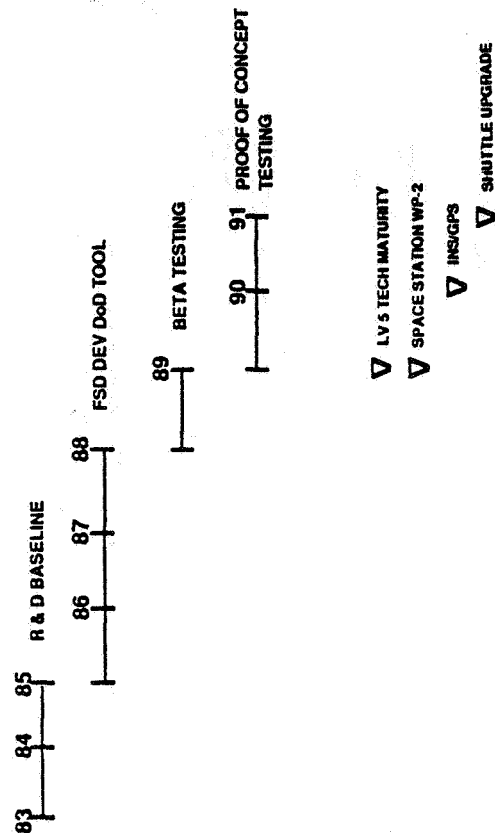 83 84 85
R & D BASELINE
86 87 88
FSD DEV DoD TOOL
89
BETA TESTING
90 91
PROOF OF CONCEPT
TESTING
LV 5 TECH MATURITY
SPACE STATION WP-2
INS/GPS
SHUTTLE UPGRADE